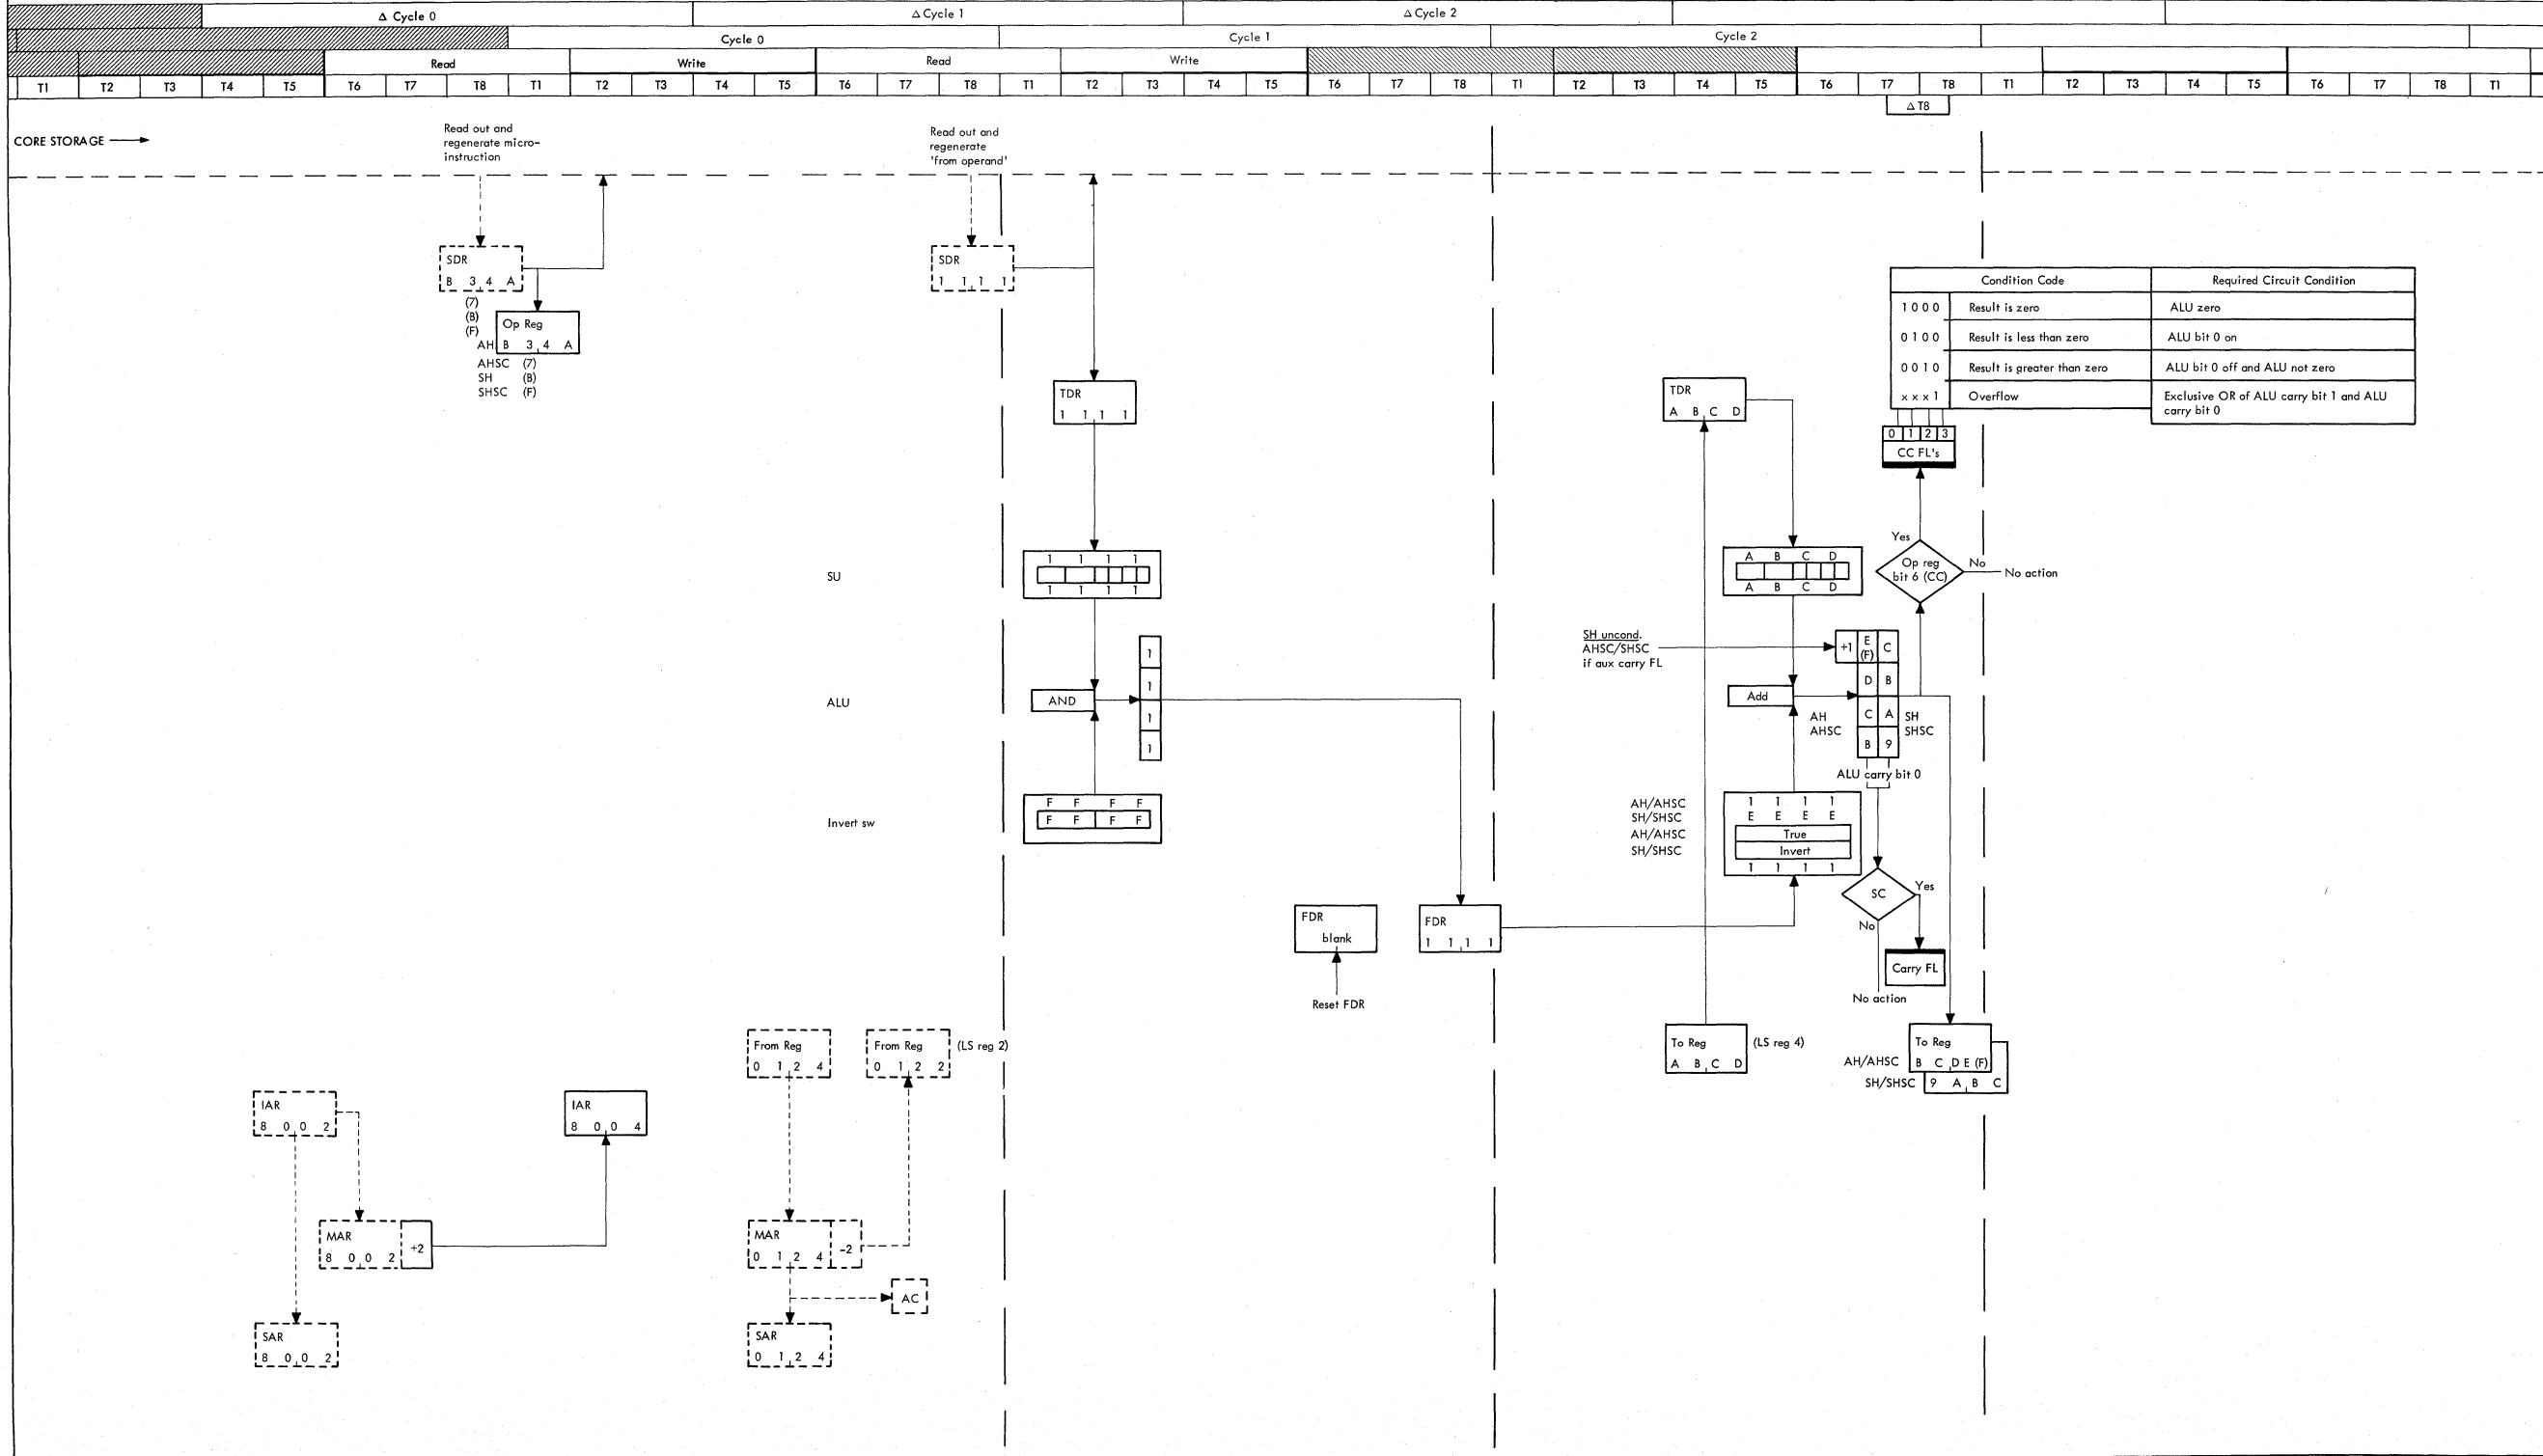 Δ Cycle 0
Δ Cycle 1
Δ Cycle 2
Cycle 0
Cycle 1
Cycle 2
Read
Write
Read
Write
T1 T2 T3 T4 T5 T6 T7 T8 T1 T2 T3 T4 T5 T6 T7 T8 T1 T2 T3 T4 T5 T6 T7 T8 T1 T2 T3 T4 T5 T6 T7 T8 T1 T2 T3 T4 T5 T6 T7 T8 T1
Δ T8
CORE STORAGE
Read out and
regenerate micro-
instruction
Read out and
regenerate
'from operand'
SDR
B 3 4 A
(7)
(B)
(F)
Op Reg
AH B 3 4 A
AHSC (7)
SH (B)
SHSC (F)
SDR
1 1 1 1
TDR
1 1 1 1
TDR
A B C D
Condition Code
Required Circuit Condition
1 0 0 0 Result is zero ALU zero
0 1 0 0 Result is less than zero ALU bit 0 on
0 0 1 0 Result is greater than zero ALU bit 0 off and ALU not zero
x x x 1 Overflow Exclusive OR of ALU carry bit 1 and ALU
carry bit 0
0 1 2 3
CC FL's
SU
1 1 1 1
1 1 1 1
A B C D
A B C D
Yes
Op reg
bit 6 (CC)
No
No action
SH uncond.
AHSC/SHSC
if aux carry FL
+1
E
(F)
C
D B
C A
B 9
ALU
AND
1
1
1
1
Add
AH
AHSC
SH
SHSC
ALU carry bit 0
Invert sw
F F F F
F F F F
AH/AHSC
SH/SHSC
AH/AHSC
SH/SHSC
1 1 1 1
E E E E
True
Invert
1 1 1 1
SC
Yes
No
Carry FL
No action
FDR
blank
Reset FDR
FDR
1 1 1 1
From Reg
0 1 2 4
From Reg
0 1 2 2
(LS reg 2)
To Reg
A B C D
(LS reg 4)
To Reg
AH/AHSC B C D E (F)
SH/SHSC 9 A B C
IAR
8 0 0 2
IAR
8 0 0 4
MAR
8 0 0 2
+2
MAR
0 1 2 4
-2
AC
SAR
8 0 0 2
SAR
0 1 2 4